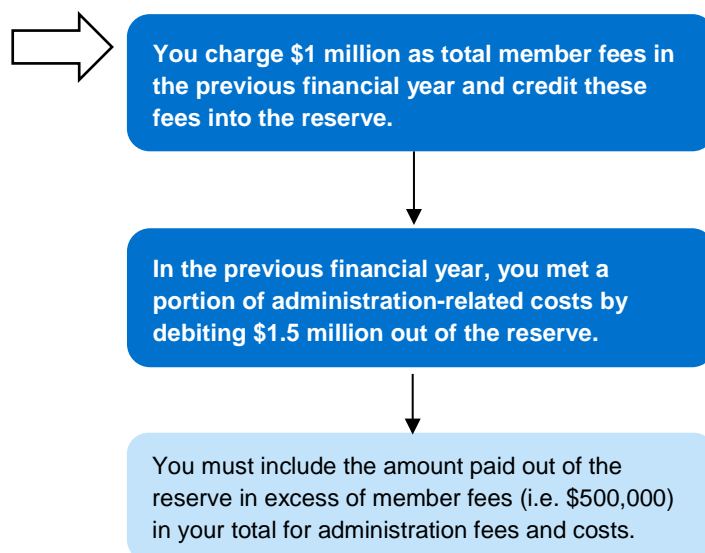 You charge $1 million as total member fees in
the previous financial year and credit these
fees into the reserve.
In the previous financial year, you met a
portion of administration-related costs by
debiting $1.5 million out of the reserve.
You must include the amount paid out of the
reserve in excess of member fees (i.e. $500,000)
in your total for administration fees and costs.